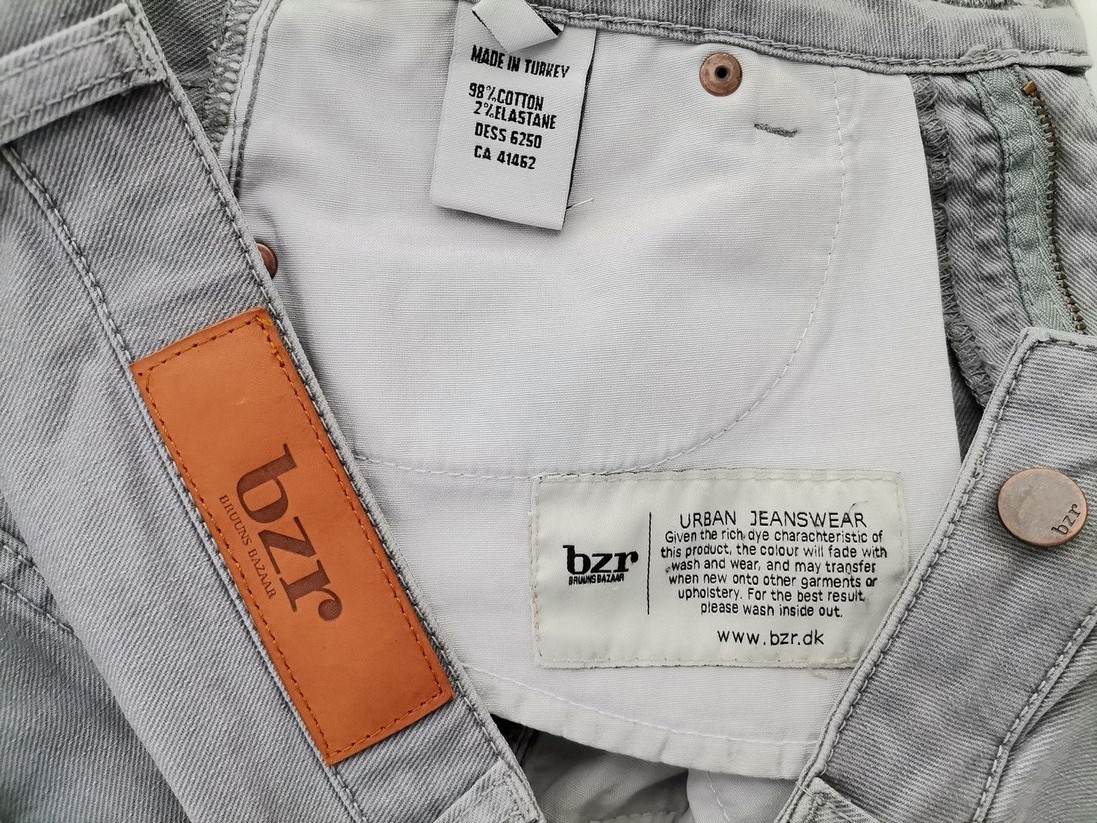 MADE IN TURKEY
98%COTTON
2%ELASTANE
DESS 6250
CA 41462
bzr
BRUUNS BAZAAR
bzr
BRUUNS BAZAAR
URBAN JEANSWEAR
Given the rich dye charachteristic of
this product, the colour will fade with
wash and wear, and may transfer
when new onto other garments or
upholstery. For the best result
please wash inside out.
www.bzr.dk
bzr